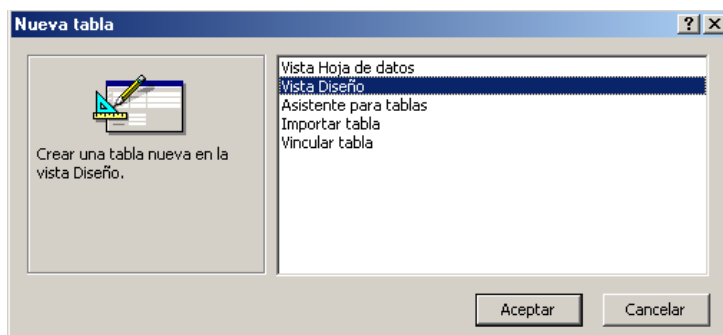 Nueva tabla
Vista Hoja de datos
Vista Diseño
Asistente para tablas
Importar tabla
Vincular tabla
Crear una tabla nueva en la
vista Diseño.
Aceptar
Cancelar